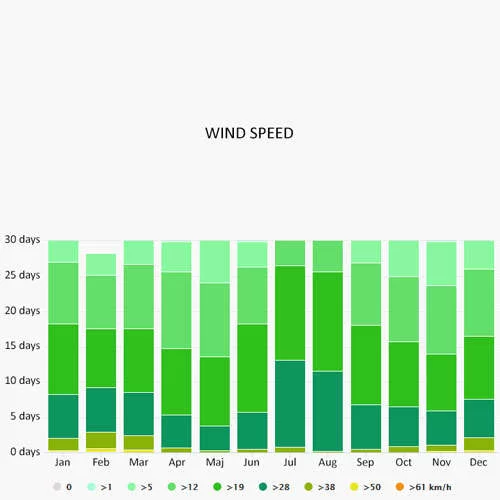 WIND SPEED
30 days
25 days
20 days
15 days
10 days
5 days
0 days
Jan Feb Mar Apr Maj Jun Jul Aug Sep Oct Nov Dec
0 >1 >5 >12 >19 >28 >38 >50 >61 km/h